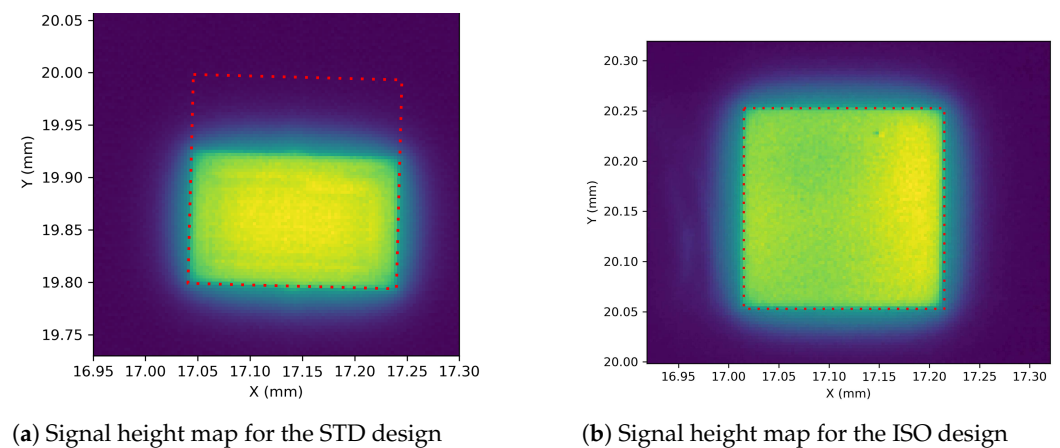 20.05
20.00
19.95
19.90
19.85
19.80
19.75
Y (mm)
16.95 17.00 17.05 17.10 17.15 17.20 17.25 17.30
X (mm)
(a) Signal height map for the STD design
20.30
20.25
20.20
20.15
20.10
20.05
20.00
Y (mm)
16.95 17.00 17.05 17.10 17.15 17.20 17.25 17.30
X (mm)
(b) Signal height map for the ISO design